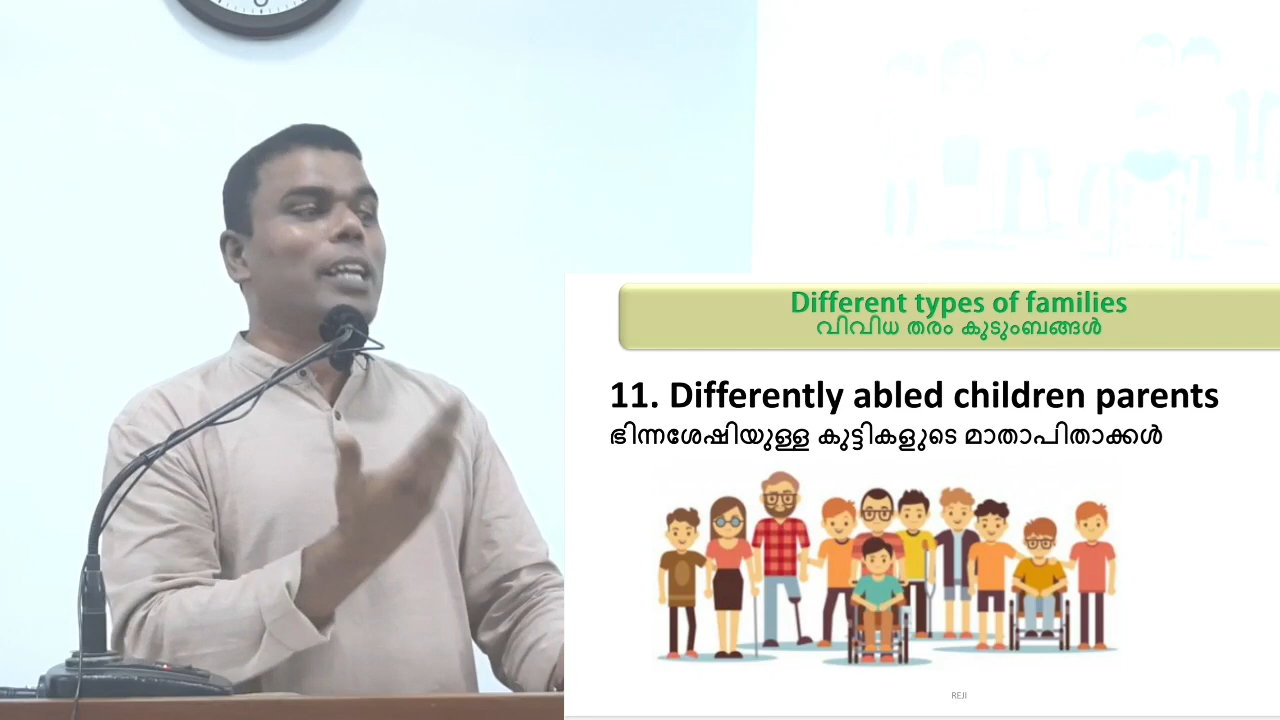 Different types of families
വിവിധ തരം കുടുംബങ്ങൾ
11. Differently abled children parents
ഭിന്നശേഷിയുള്ള കുട്ടികളുടെ മാതാപിതാക്കൾ
REJI